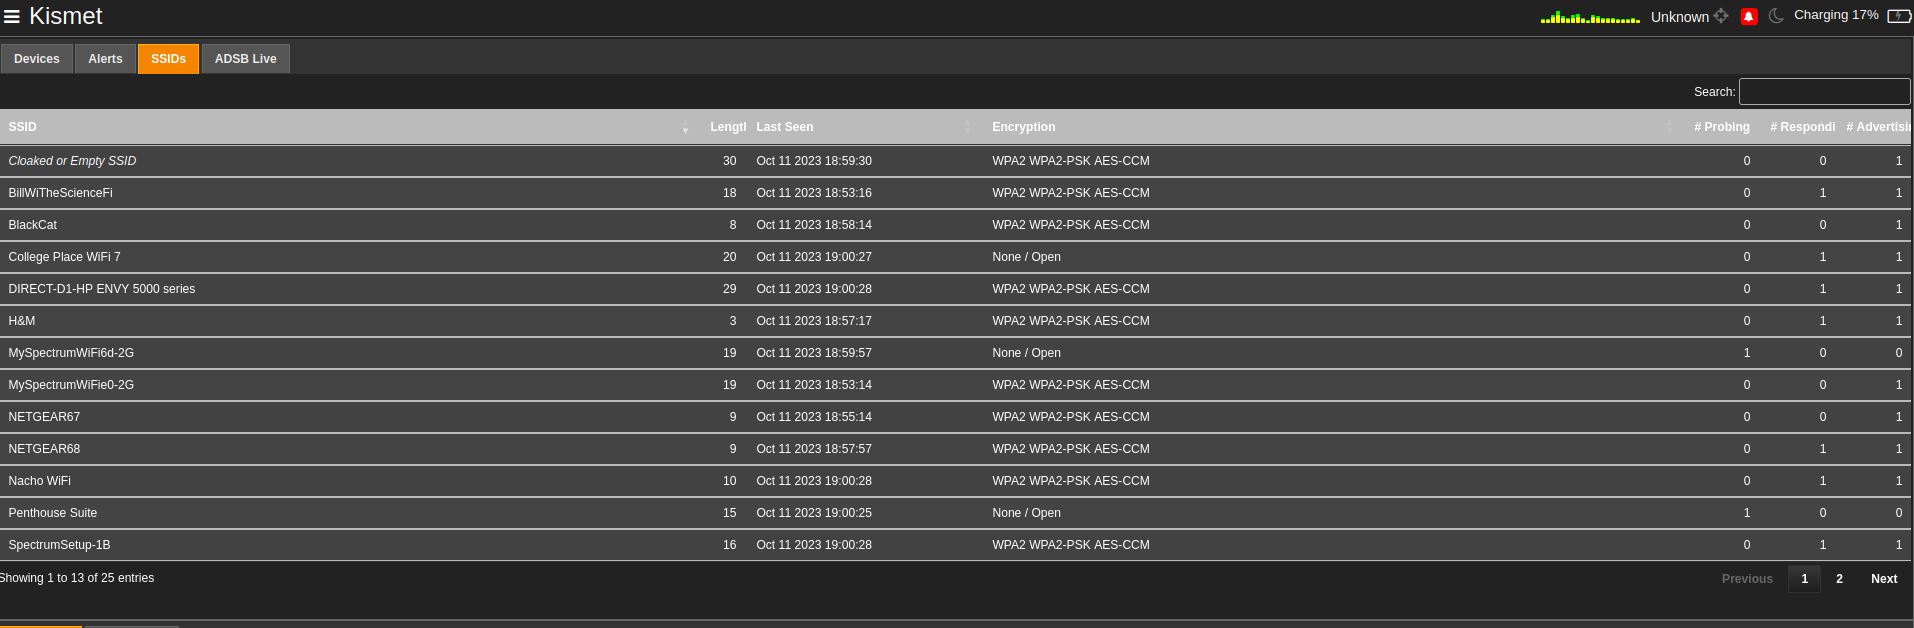 Kismet Unknown Charging 17%
Devices Alerts SSIDs ADSB Live
Search:
SSID Lengtl Last Seen Encryption # Probing # Respondi # Advertisin
Cloaked or Empty SSID 30 Oct 11 2023 18:59:30 WPA2 WPA2-PSK AES-CCM 0 0 1
BillWiTheScienceFi 18 Oct 11 2023 18:53:16 WPA2 WPA2-PSK AES-CCM 0 1 1
BlackCat 8 Oct 11 2023 18:58:14 WPA2 WPA2-PSK AES-CCM 0 0 1
College Place WiFi 7 20 Oct 11 2023 19:00:27 None / Open 0 1 1
DIRECT-D1-HP ENVY 5000 series 29 Oct 11 2023 19:00:28 WPA2 WPA2-PSK AES-CCM 0 1 1
H&M 3 Oct 11 2023 18:57:17 WPA2 WPA2-PSK AES-CCM 0 1 1
MySpectrumWiFi6d-2G 19 Oct 11 2023 18:59:57 None / Open 1 0 0
MySpectrumWiFie0-2G 19 Oct 11 2023 18:53:14 WPA2 WPA2-PSK AES-CCM 0 0 1
NETGEAR67 9 Oct 11 2023 18:55:14 WPA2 WPA2-PSK AES-CCM 0 0 1
NETGEAR68 9 Oct 11 2023 18:57:57 WPA2 WPA2-PSK AES-CCM 0 1 1
Nacho WiFi 10 Oct 11 2023 19:00:28 WPA2 WPA2-PSK AES-CCM 0 1 1
Penthouse Suite 15 Oct 11 2023 19:00:25 None / Open 1 0 0
SpectrumSetup-1B 16 Oct 11 2023 19:00:28 WPA2 WPA2-PSK AES-CCM 0 1 1
Showing 1 to 13 of 25 entries Previous 1 2 Next